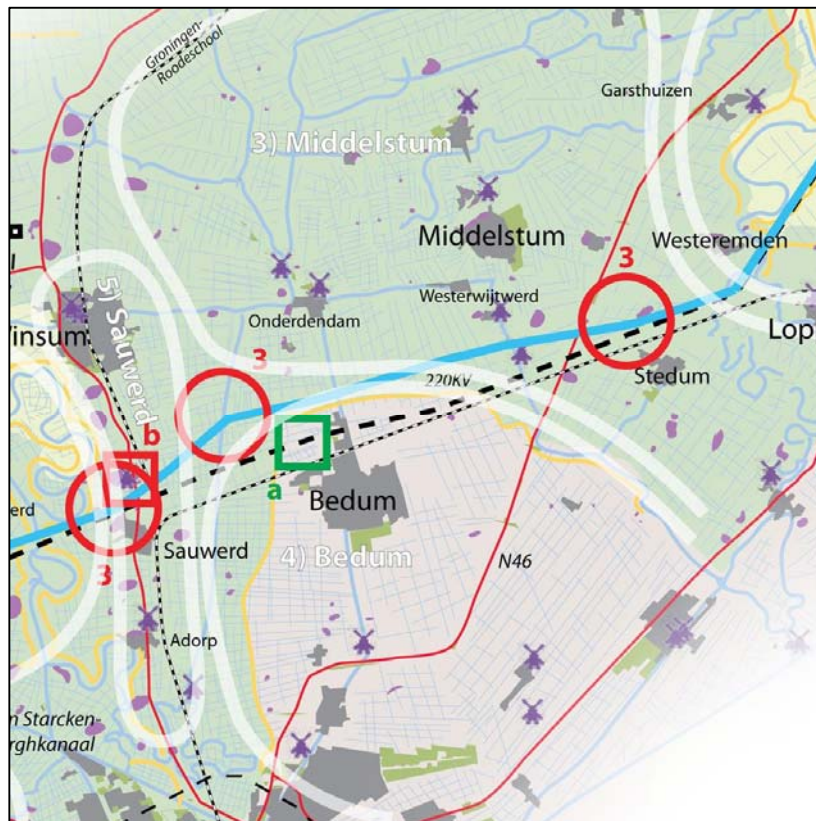 Groningen-
Roodeschool
Garsthuizen
3) Middelstum
Middelstum
Westeremden
3
5) Sauwerd
Westerwijtwerd
Onderdendam
insum
Lop
3
220KV
Stedum
b
a
Bedum
erd
Sauwerd
4) Bedum
N46
3
Adorp
n Starcken-
rghkanaal